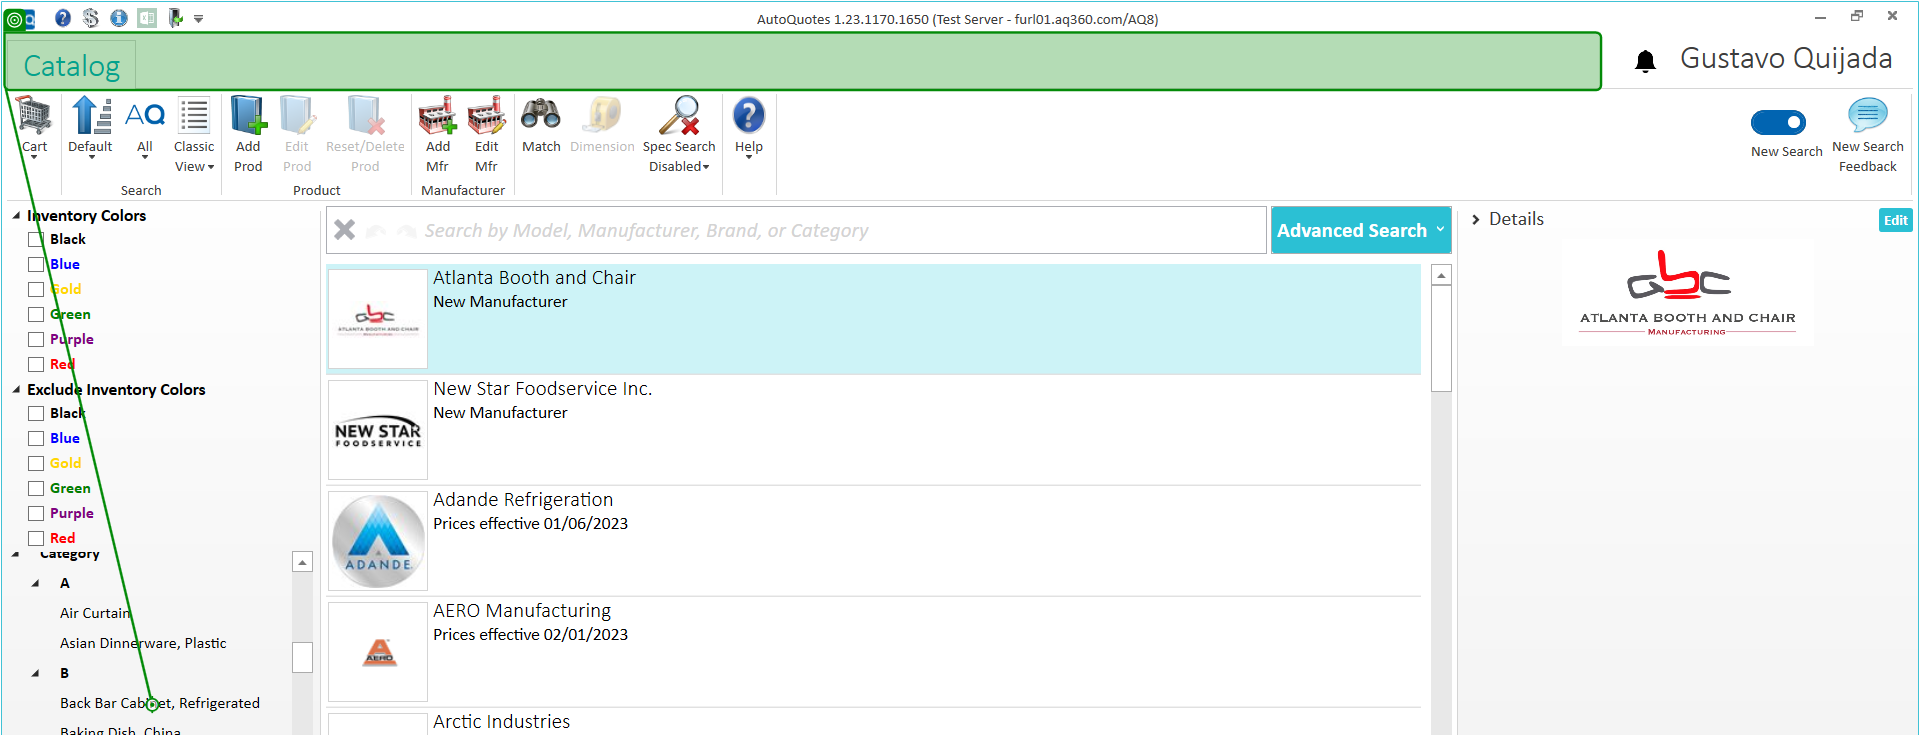 AutoQuotes 1.23.1170.1650 (Test Server - furl01.aq360.com/AQ8)
Catalog
Gustavo Quijada
Cart
Default
All
Classic View
Search
Add Prod
Edit Prod
Reset/Delete Prod
Product
Add Mfr
Edit Mfr
Manufacturer
Match
Dimension
Spec Search Disabled
Help
New Search
New Search Feedback
Inventory Colors
Black
Blue
Gold
Green
Purple
Red
Exclude Inventory Colors
Black
Blue
Gold
Green
Purple
Red
Category
A
Air Curtain
Asian Dinnerware, Plastic
B
Back Bar Cabinet, Refrigerated
Baking Dish, China
Search by Model, Manufacturer, Brand, or Category
Advanced Search
ATLANTA BOOTH AND CHAIR
Atlanta Booth and Chair
New Manufacturer
NEW STAR
FOODSERVICE
New Star Foodservice Inc.
New Manufacturer
ADANDE
Adande Refrigeration
Prices effective 01/06/2023
AERO
AERO Manufacturing
Prices effective 02/01/2023
Arctic Industries
Details
Edit
ATLANTA BOOTH AND CHAIR
MANUFACTURING